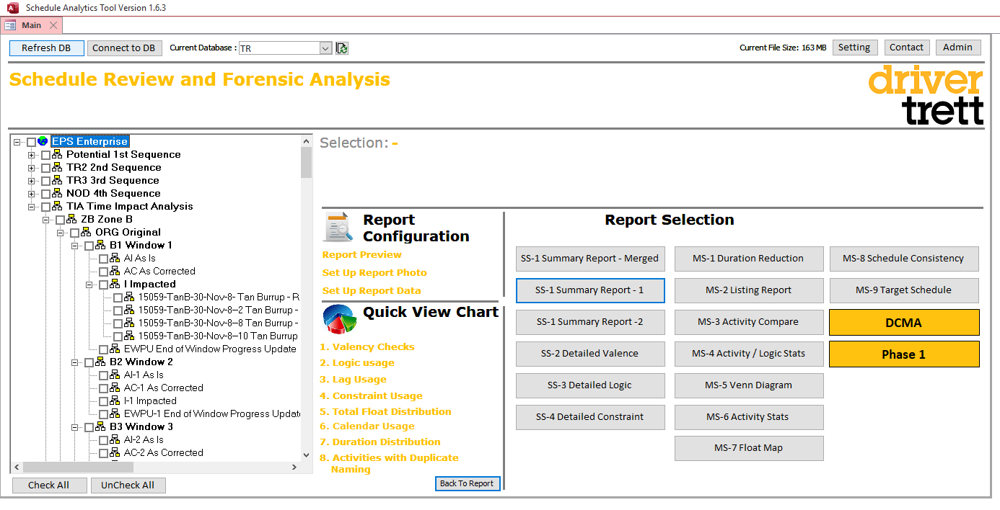 Schedule Analytics Tool Version 1.6.3
Main
Refresh DB
Connect to DB
Current Database :
TR
Current File Size: 163 MB
Setting
Contact
Admin
Schedule Review and Forensic Analysis
driver
trett
EPS Enterprise
Potential 1st Sequence
TR2 2nd Sequence
TR3 3rd Sequence
NOD 4th Sequence
TIA Time Impact Analysis
ZB Zone B
ORG Original
B1 Window 1
AI As Is
AC As Corrected
I Impacted
15059-TanB-30-Nov-8- Tan Burrup - R
15059-TanB-30-Nov-8--2 Tan Burrup -
15059-TanB-30-Nov-8--8 Tan Burrup -
15059-TanB-30-Nov-8--10 Tan Burrup
EWPU End of Window Progress Update
B2 Window 2
AI-1 As Is
AC-1 As Corrected
I-1 Impacted
EWPU-1 End of Window Progress Updat
B3 Window 3
AI-2 As Is
AC-2 As Corrected
Check All
UnCheck All
Selection: -
Report
Configuration
Report Preview
Set Up Report Photo
Set Up Report Data
Quick View Chart
1. Valency Checks
2. Logic usage
3. Lag Usage
4. Constraint Usage
5. Total Float Distribution
6. Calendar Usage
7. Duration Distribution
8. Activities with Duplicate
Naming
Back To Report
Report Selection
SS-1 Summary Report - Merged
SS-1 Summary Report - 1
SS-1 Summary Report -2
SS-2 Detailed Valence
SS-3 Detailed Logic
SS-4 Detailed Constraint
MS-1 Duration Reduction
MS-2 Listing Report
MS-3 Activity Compare
MS-4 Activity / Logic Stats
MS-5 Venn Diagram
MS-6 Activity Stats
MS-7 Float Map
MS-8 Schedule Consistency
MS-9 Target Schedule
DCMA
Phase 1